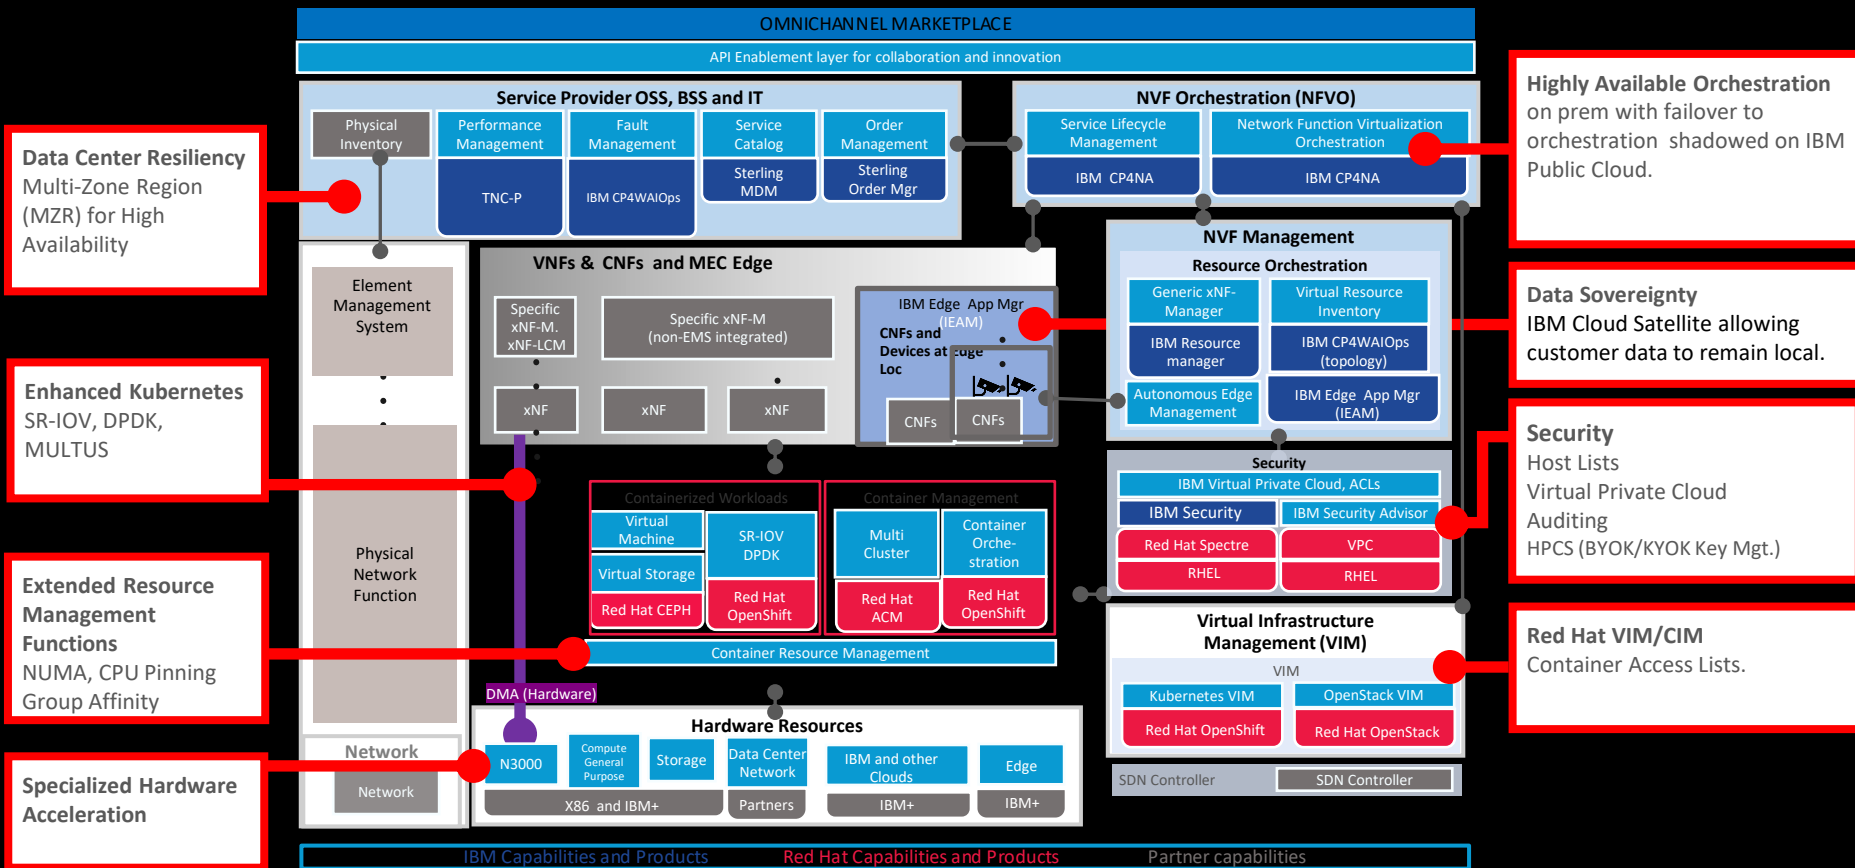 OMNICHANNEL MARKETPLACE
API Enablement layer for collaboration and innovation
Data Center Resiliency
Multi-Zone Region
(MZR) for High
Availability
Enhanced Kubernetes
SR-IOV, DPDK,
MULTUS
Extended Resource
Management
Functions
NUMA, CPU Pinning
Group Affinity
Specialized Hardware
Acceleration
Service Provider OSS, BSS and IT
Physical
Inventory
Performance
Management
TNC-P
Fault
Management
IBM CP4WAIOps
Service
Catalog
Sterling
MDM
Order
Management
Sterling
Order Mgr
NVF Orchestration (NFVO)
Service Lifecycle
Management
IBM CP4NA
Network Function Virtualization
Orchestration
IBM CP4NA
Element
Management
System
Physical
Network
Function
Network
Network
VNFs & CNFs and MEC Edge
Specific
xNF-M.
xNF-LCM
Specific xNF-M
(non-EMS integrated)
xNF
xNF
xNF
IBM Edge App Mgr
(IEAM)
CNFs and
Devices at Edge
Loc
CNFs
CNFs
NVF Management
Resource Orchestration
Generic xNF-
Manager
IBM Resource
manager
Autonomous Edge
Management
Virtual Resource
Inventory
IBM CP4WAIOps
(topology)
IBM Edge App Mgr
(IEAM)
Containerized Workloads
Virtual
Machine
Virtual Storage
Red Hat CEPH
SR-IOV
DPDK
Red Hat
OpenShift
Container Management
Multi
Cluster
Red Hat
ACM
Container
Orche-
stration
Red Hat
OpenShift
Container Resource Management
Security
IBM Virtual Private Cloud, ACLs
IBM Security
IBM Security Advisor
Red Hat Spectre
VPC
RHEL
RHEL
Virtual Infrastructure
Management (VIM)
VIM
Kubernetes VIM
Red Hat OpenShift
OpenStack VIM
Red Hat OpenStack
SDN Controller
SDN Controller
DMA (Hardware)
Hardware Resources
N3000
Compute
General
Purpose
Storage
Data Center
Network
IBM and other
Clouds
Edge
X86 and IBM+
Partners
IBM+
IBM+
Highly Available Orchestration
on prem with failover to
orchestration shadowed on IBM
Public Cloud.
Data Sovereignty
IBM Cloud Satellite allowing
customer data to remain local.
Security
Host Lists
Virtual Private Cloud
Auditing
HPCS (BYOK/KYOK Key Mgt.)
Red Hat VIM/CIM
Container Access Lists.
IBM Capabilities and Products
Red Hat Capabilities and Products
Partner capabilities